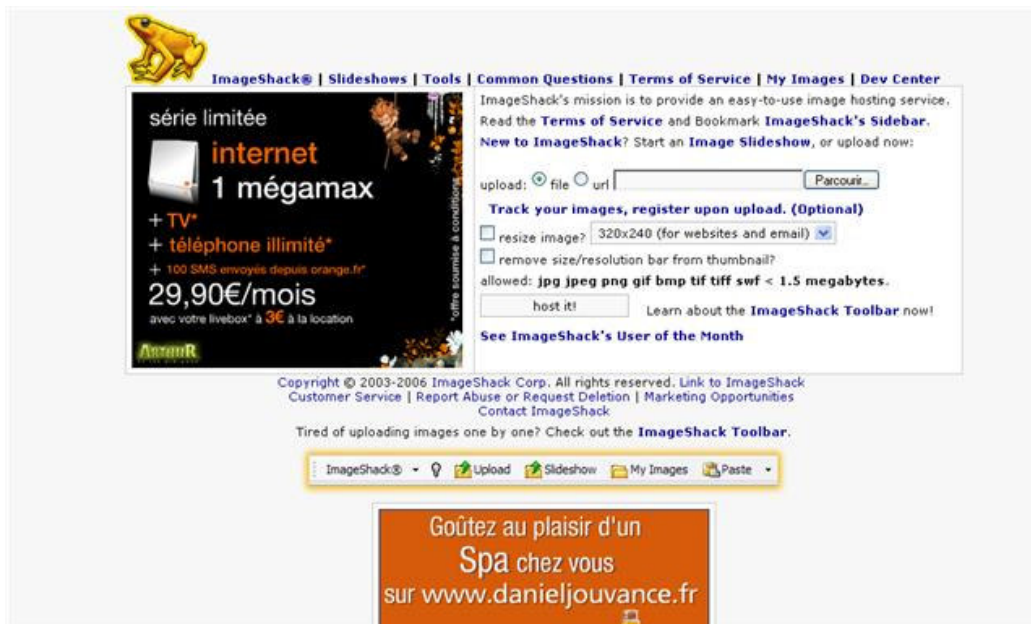 ImageShack® | Slideshows | Tools | Common Questions | Terms of Service | My Images | Dev Center
série limitée
internet
1 mégamax
+ TV*
+ téléphone illimité*
+ 100 SMS envoyés depuis orange.fr*
29,90€/mois
avec votre livebox* à 3€ à la location
*offre soumise à conditions
ARTHUR
ImageShack's mission is to provide an easy-to-use image hosting service.
Read the Terms of Service and Bookmark ImageShack's Sidebar.
New to ImageShack? Start an Image Slideshow, or upload now:
upload: file url Parcourir...
Track your images, register upon upload. (Optional)
resize image? 320x240 (for websites and email)
remove size/resolution bar from thumbnail?
allowed: jpg jpeg png gif bmp tif tiff swf < 1.5 megabytes.
host it! Learn about the ImageShack Toolbar now!
See ImageShack's User of the Month
Copyright © 2003-2006 ImageShack Corp. All rights reserved. Link to ImageShack
Customer Service | Report Abuse or Request Deletion | Marketing Opportunities
Contact ImageShack
Tired of uploading images one by one? Check out the ImageShack Toolbar.
ImageShack® Upload Slideshow My Images Paste
Goûtez au plaisir d'un
Spa chez vous
sur www.danieljouvance.fr